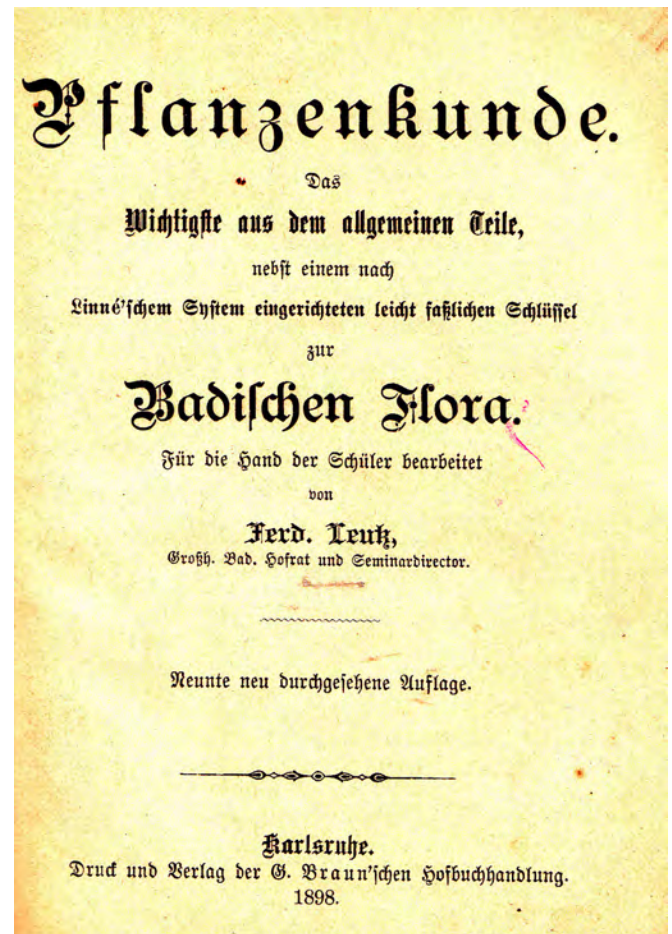 Pflanzenkunde.
Das
Wichtigste aus dem allgemeinen Teile,
nebst einem nach
Linné'schem System eingerichteten leicht faßlichen Schlüssel
zur
Badischen Flora.
Für die Hand der Schüler bearbeitet
von
Ferd. Leutz,
Großh. Bad. Hofrat und Seminardirector.
Neunte neu durchgesehene Auflage.
Karlsruhe.
Druck und Verlag der G. Braun'schen Hofbuchhandlung.
1898.